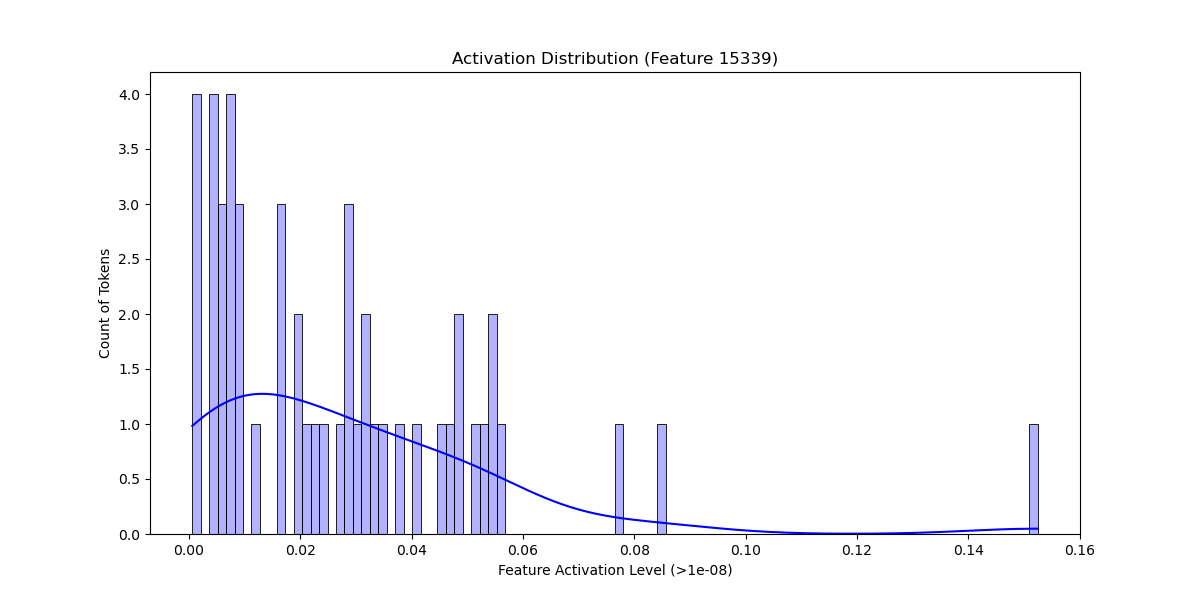 Activation Distribution (Feature 15339)
4.0
3.5
3.0
2.5
2.0
1.5
1.0
0.5
0.0
Count of Tokens
0.00 0.02 0.04 0.06 0.08 0.10 0.12 0.14 0.16
Feature Activation Level (>1e-08)